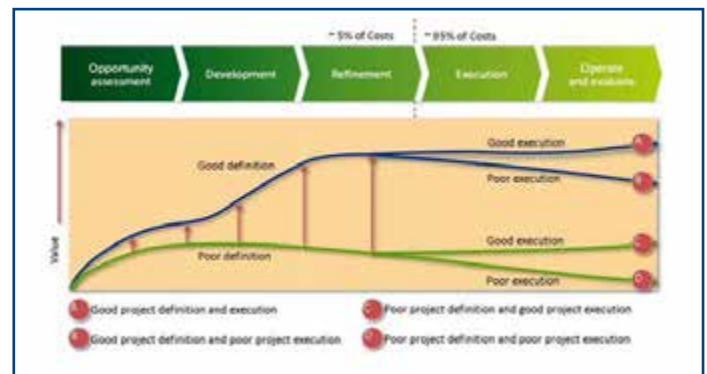 ~ 5% of Costs
~ 95% of Costs
Opportunity
assessment
Development
Refinement
Execution
Operate
and evaluate
Value
Good definition
Poor definition
Good execution
Poor execution
Good execution
Poor execution
Good project definition and execution
Good project definition and poor project execution
Poor project definition and good project execution
Poor project definition and poor project execution